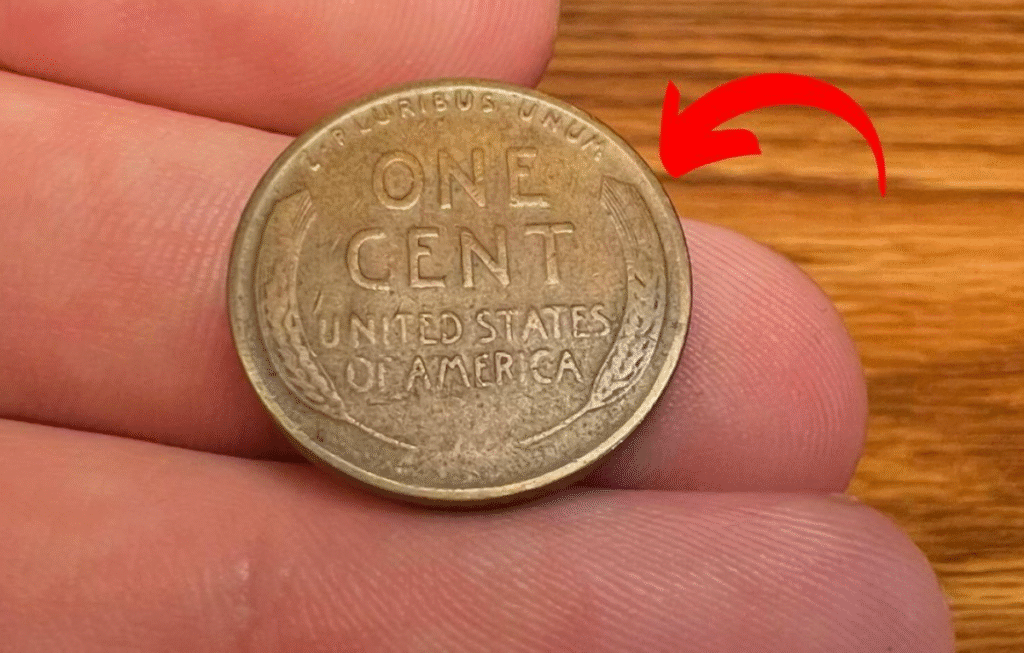 E·PLURIBUS·UNUM
ONE
CENT
UNITED STATES
OF AMERICA